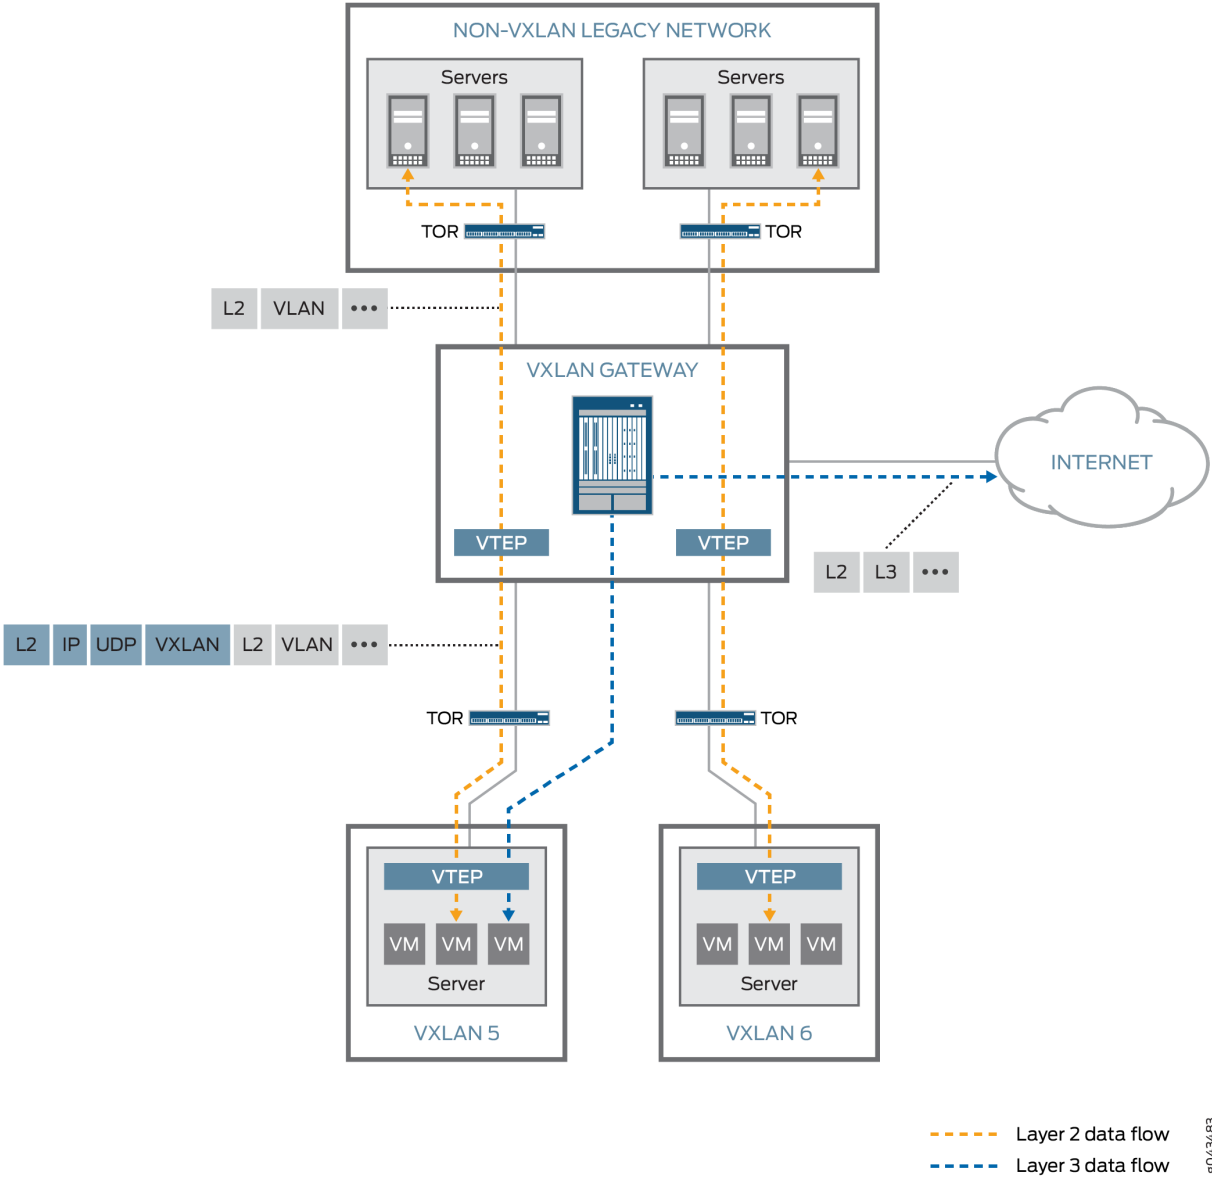 NON-VXLAN LEGACY NETWORK
Servers
Servers
TOR
TOR
L2 VLAN •••
VXLAN GATEWAY
INTERNET
VTEP
VTEP
L2 L3 •••
L2 IP UDP VXLAN L2 VLAN •••
TOR
TOR
VTEP
VTEP
VM VM VM
VM VM VM
Server
Server
VXLAN 5
VXLAN 6
Layer 2 data flow
Layer 3 data flow